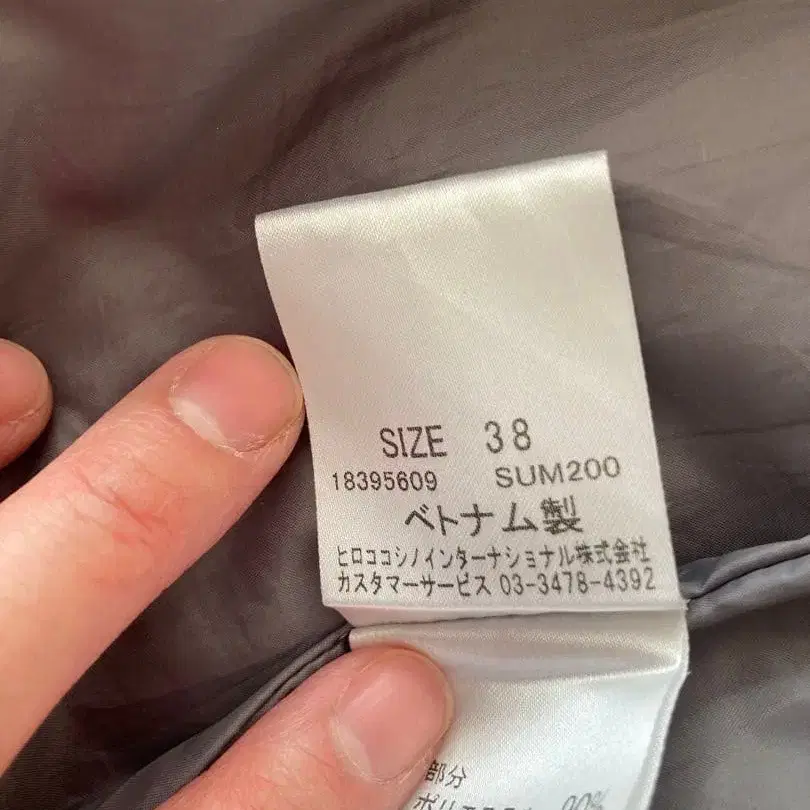 SIZE 38
18395609 SUM200
ベトナム製
ヒロココシノインターナショナル株式会社
カスタマーサービス 03-3478-4392
部分